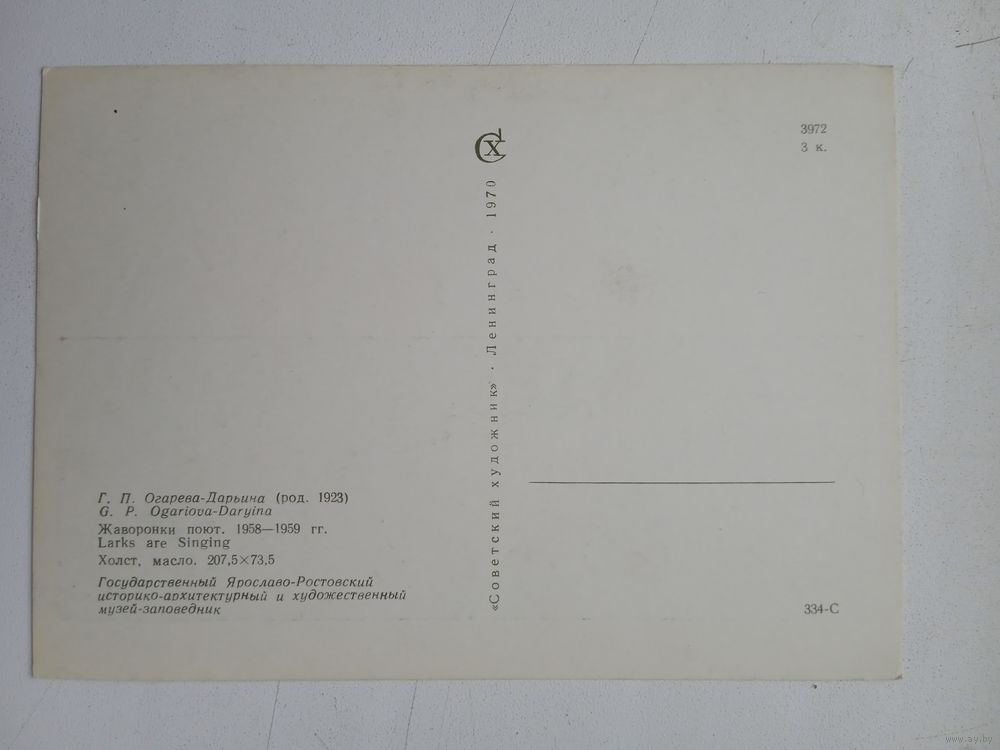 СХ
3972
3 к.
«Советский художник» · Ленинград · 1970
Г. П. Огарева-Дарьина (род. 1923)
G. P. Ogariova-Daryina
Жаворонки поют. 1958—1959 гг.
Larks are Singing
Холст, масло. 207,5×73,5
Государственный Ярославо-Ростовский
историко-архитектурный и художественный
музей-заповедник
334-С
www.ay.by